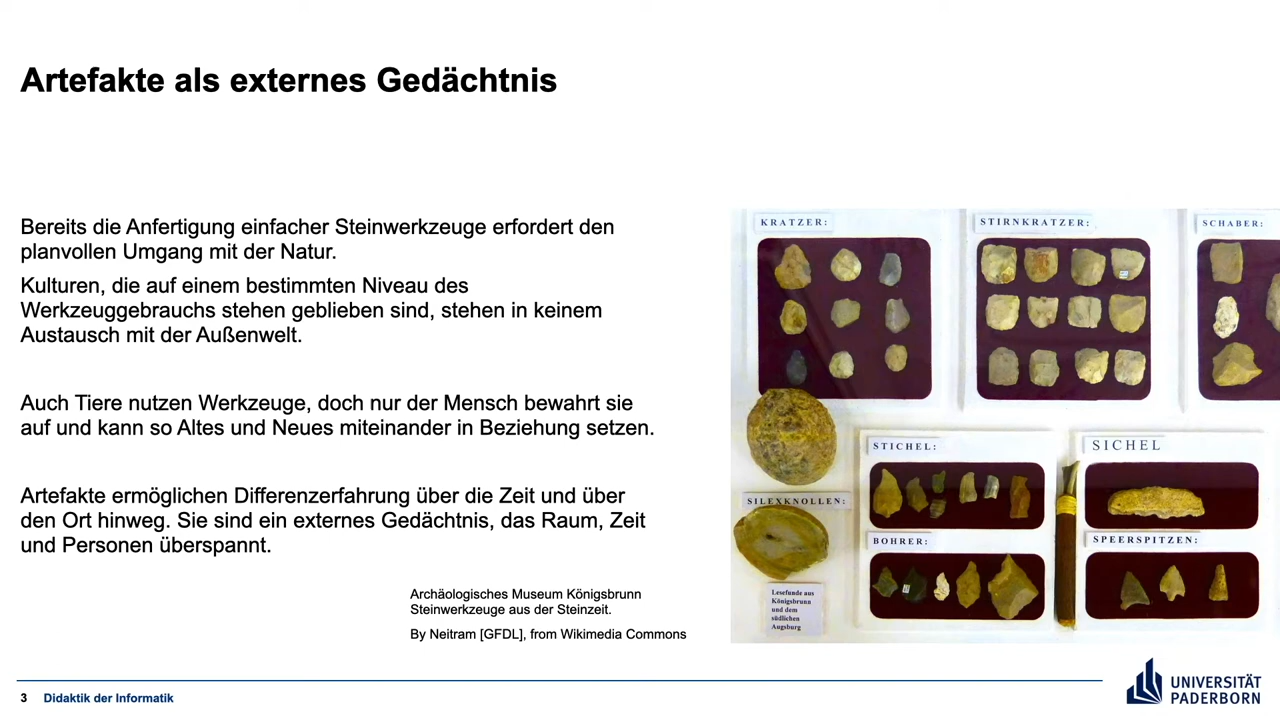 Artefakte als externes Gedächtnis
Bereits die Anfertigung einfacher Steinwerkzeuge erfordert den
planvollen Umgang mit der Natur.
Kulturen, die auf einem bestimmten Niveau des
Werkzeuggebrauchs stehen geblieben sind, stehen in keinem
Austausch mit der Außenwelt.
Auch Tiere nutzen Werkzeuge, doch nur der Mensch bewahrt sie
auf und kann so Altes und Neues miteinander in Beziehung setzen.
Artefakte ermöglichen Differenzerfahrung über die Zeit und über
den Ort hinweg. Sie sind ein externes Gedächtnis, das Raum, Zeit
und Personen überspannt.
Archäologisches Museum Königsbrunn
Steinwerkzeuge aus der Steinzeit.
By Neitram [GFDL], from Wikimedia Commons
KRATZER:
STIRNKRATZER:
SCHABER:
STICHEL:
SICHEL
SILEXKNOLLEN:
BOHRER:
SPEERSPITZEN:
Lesefunde aus
Königsbrunn
und dem
südlichen
Augsburg
3 Didaktik der Informatik
UNIVERSITÄT
PADERBORN